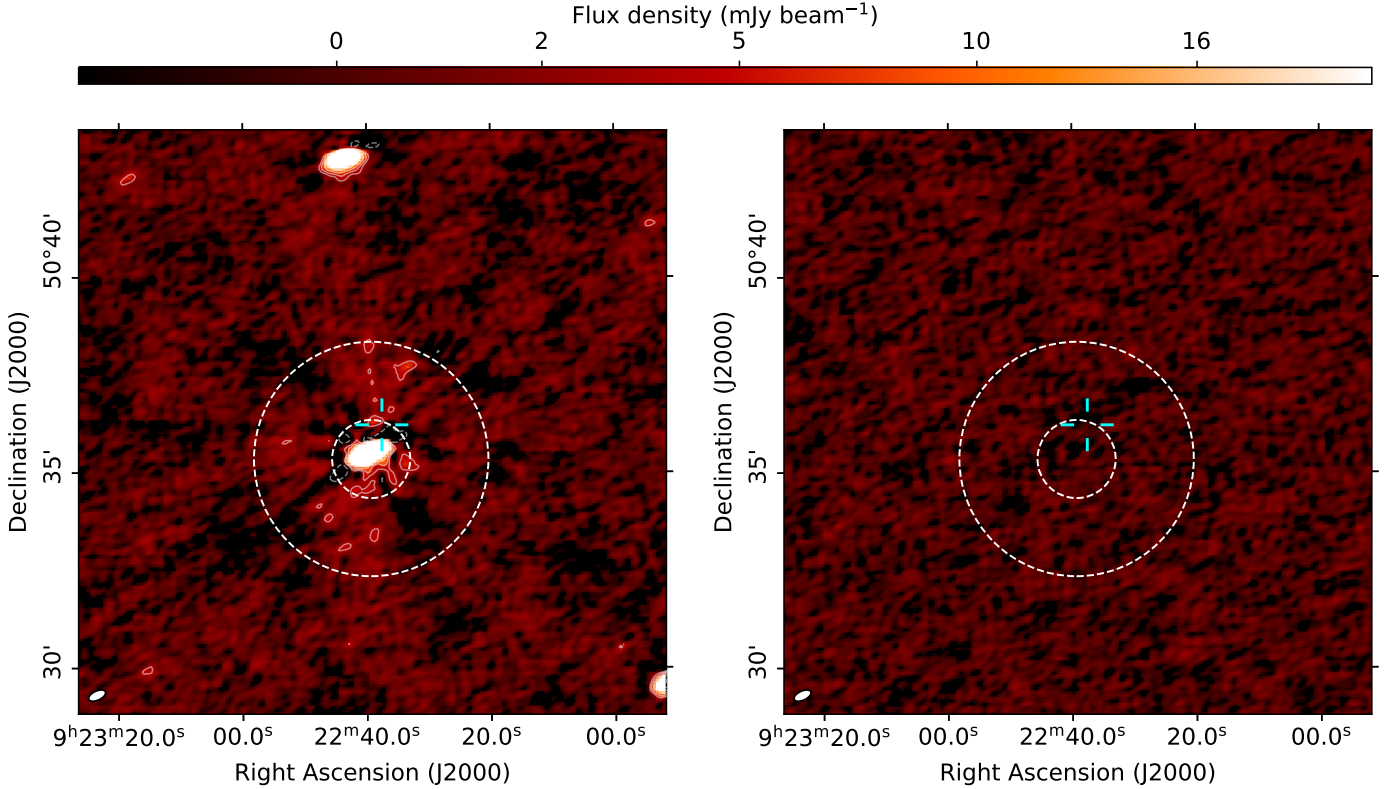 Flux density (mJy beam⁻¹)
0 2 5 10 16
50°40'
35'
30'
Declination (J2000)
9ʰ23ᵐ20.0ˢ 00.0ˢ 22ᵐ40.0ˢ 20.0ˢ 00.0ˢ
Right Ascension (J2000)
50°40'
35'
30'
Declination (J2000)
9ʰ23ᵐ20.0ˢ 00.0ˢ 22ᵐ40.0ˢ 20.0ˢ 00.0ˢ
Right Ascension (J2000)